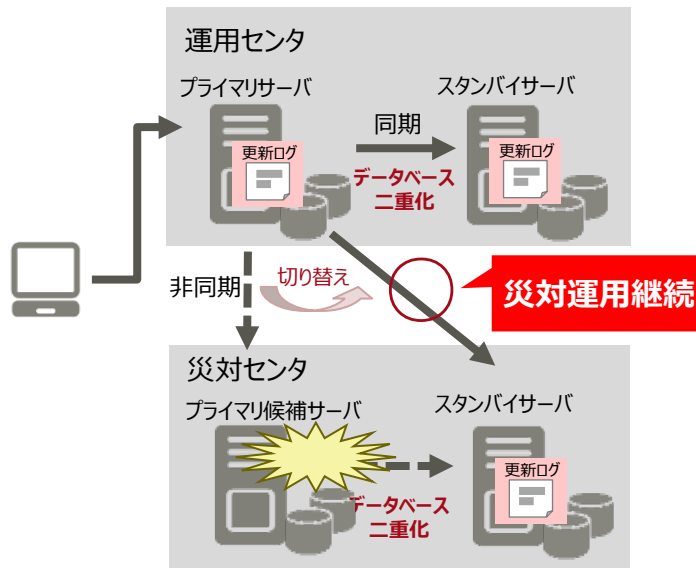 運用センタ
プライマリサーバ
スタンバイサーバ
同期
更新ログ
更新ログ
データベース
二重化
非同期
切り替え
災対運用継続
災対センタ
プライマリ候補サーバ
スタンバイサーバ
更新ログ
データベース
二重化